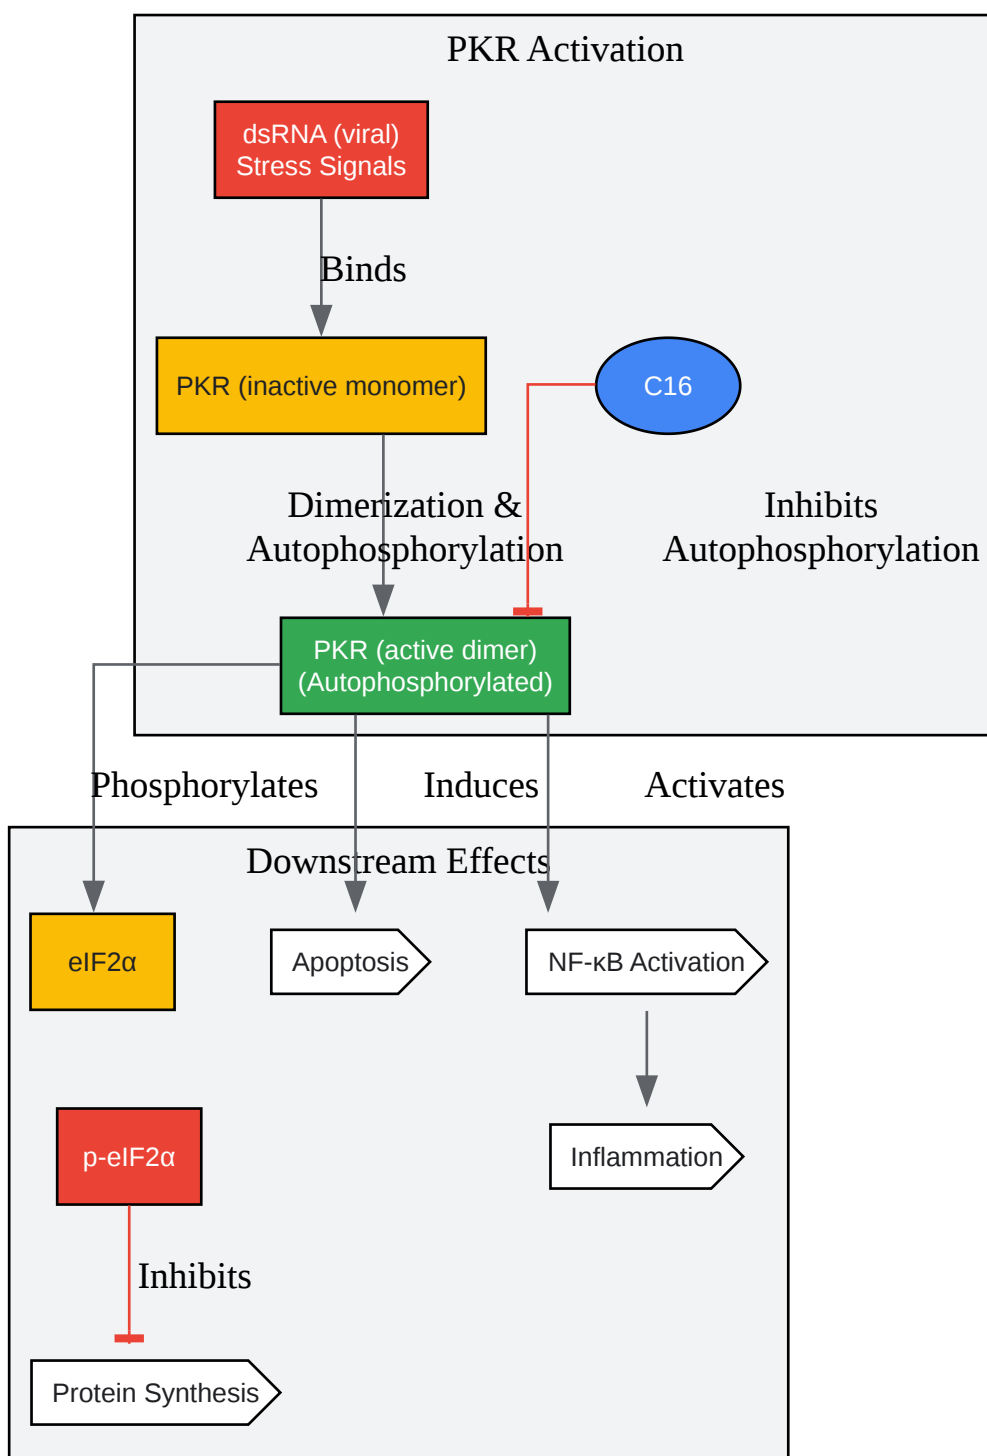 PKR Activation
dsRNA (viral)
Stress Signals
Binds
PKR (inactive monomer)
C16
Dimerization &
Autophosphorylation
Inhibits
Autophosphorylation
PKR (active dimer)
(Autophosphorylated)
Phosphorylates
Induces
Activates
Downstream Effects
eIF2α
Apoptosis
NF-κB Activation
p-eIF2α
Inflammation
Inhibits
Protein Synthesis